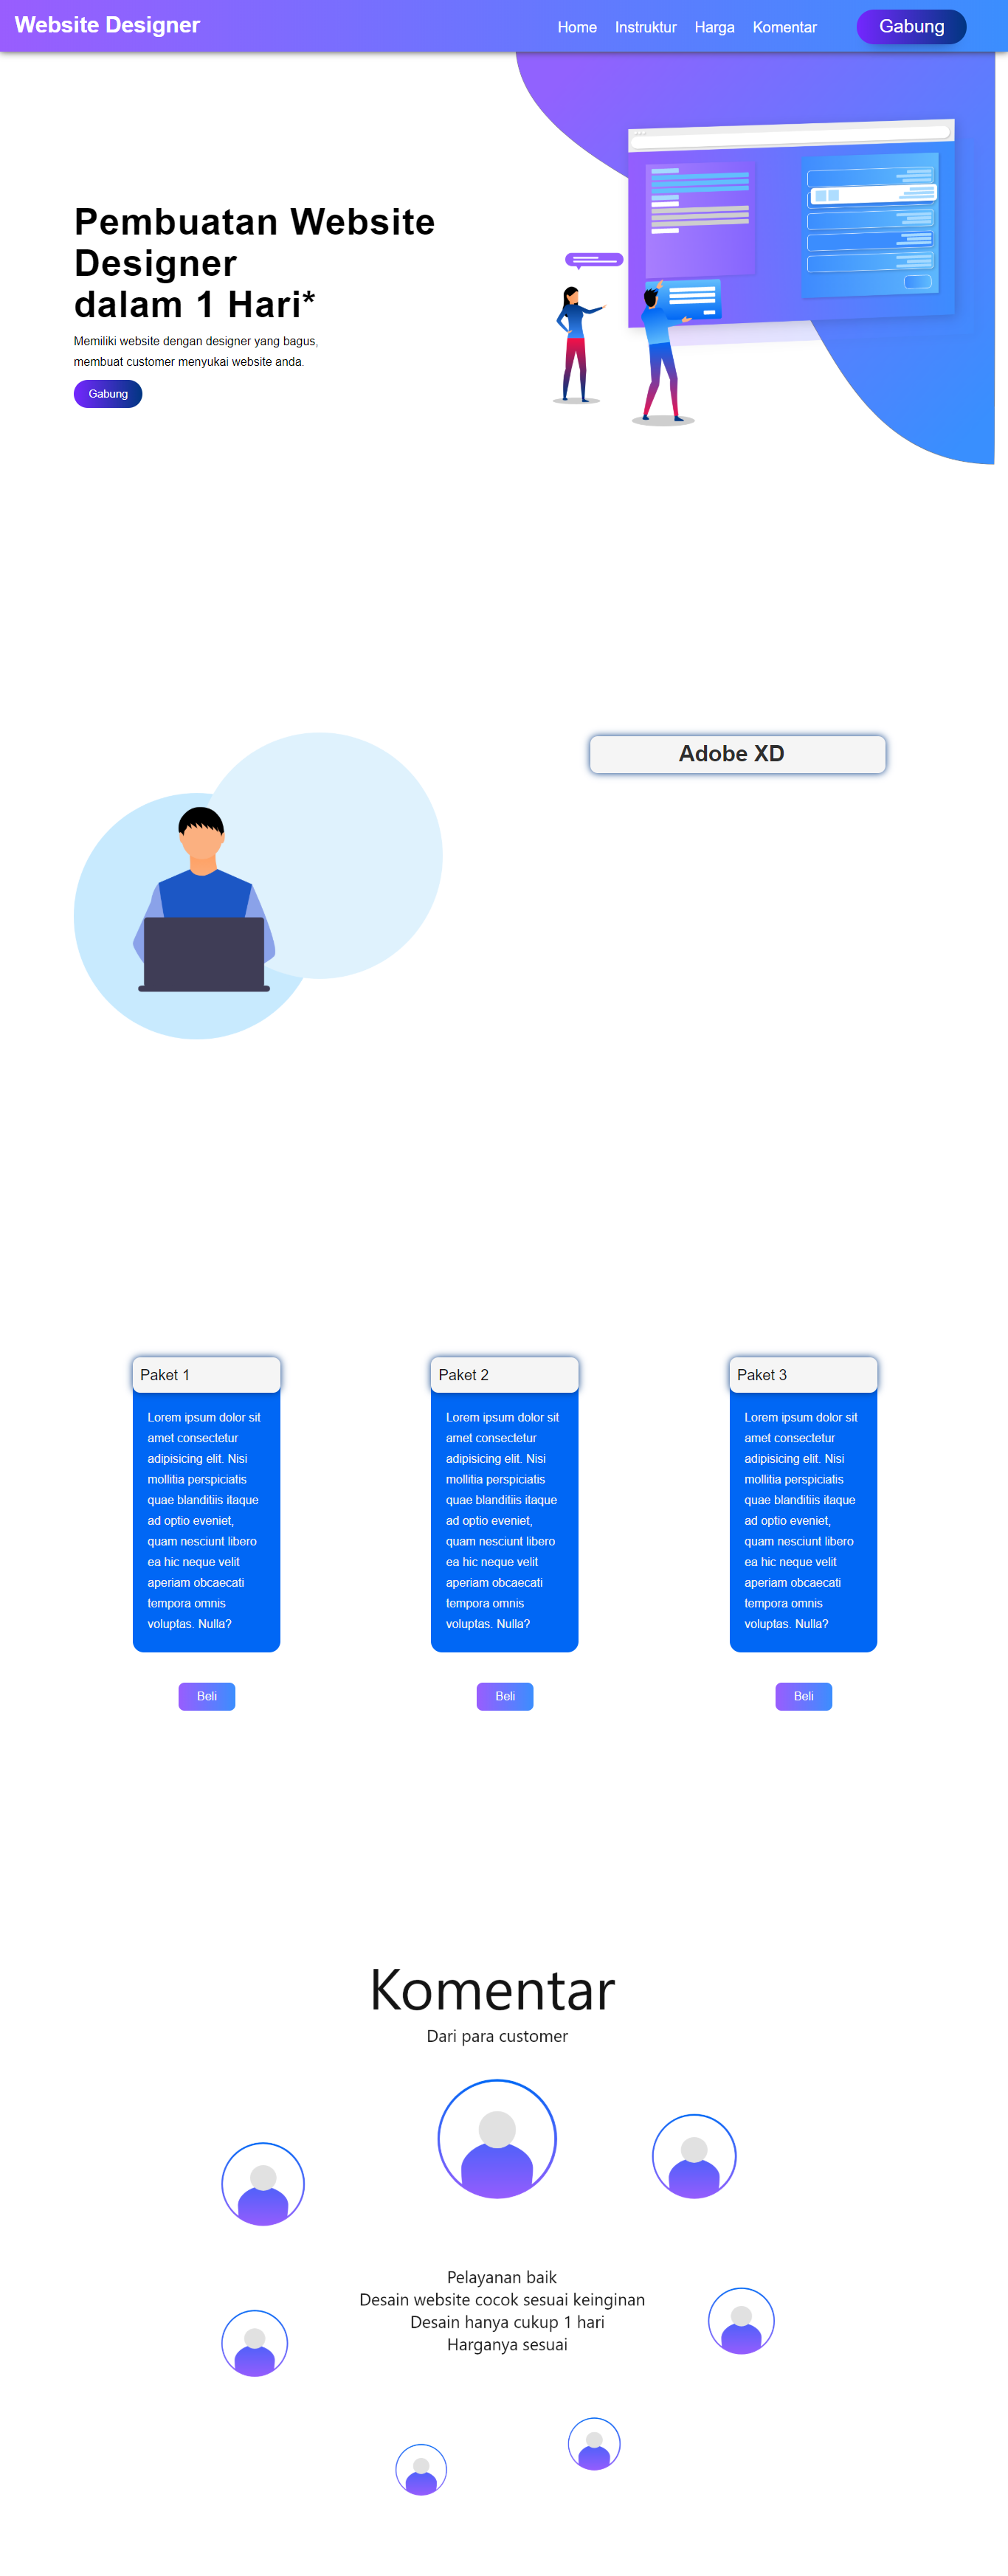 Website Designer
Home Instruktur Harga Komentar Gabung
Pembuatan Website
Designer
dalam 1 Hari*
Memiliki website dengan designer yang bagus,
membuat customer menyukai website anda.
Gabung
Adobe XD
Paket 1
Lorem ipsum dolor sit
amet consectetur
adipisicing elit. Nisi
mollitia perspiciatis
quae blanditiis itaque
ad optio eveniet,
quam nesciunt libero
ea hic neque velit
aperiam obcaecati
tempora omnis
voluptas. Nulla?
Beli
Paket 2
Lorem ipsum dolor sit
amet consectetur
adipisicing elit. Nisi
mollitia perspiciatis
quae blanditiis itaque
ad optio eveniet,
quam nesciunt libero
ea hic neque velit
aperiam obcaecati
tempora omnis
voluptas. Nulla?
Beli
Paket 3
Lorem ipsum dolor sit
amet consectetur
adipisicing elit. Nisi
mollitia perspiciatis
quae blanditiis itaque
ad optio eveniet,
quam nesciunt libero
ea hic neque velit
aperiam obcaecati
tempora omnis
voluptas. Nulla?
Beli
Komentar
Dari para customer
Pelayanan baik
Desain website cocok sesuai keinginan
Desain hanya cukup 1 hari
Harganya sesuai